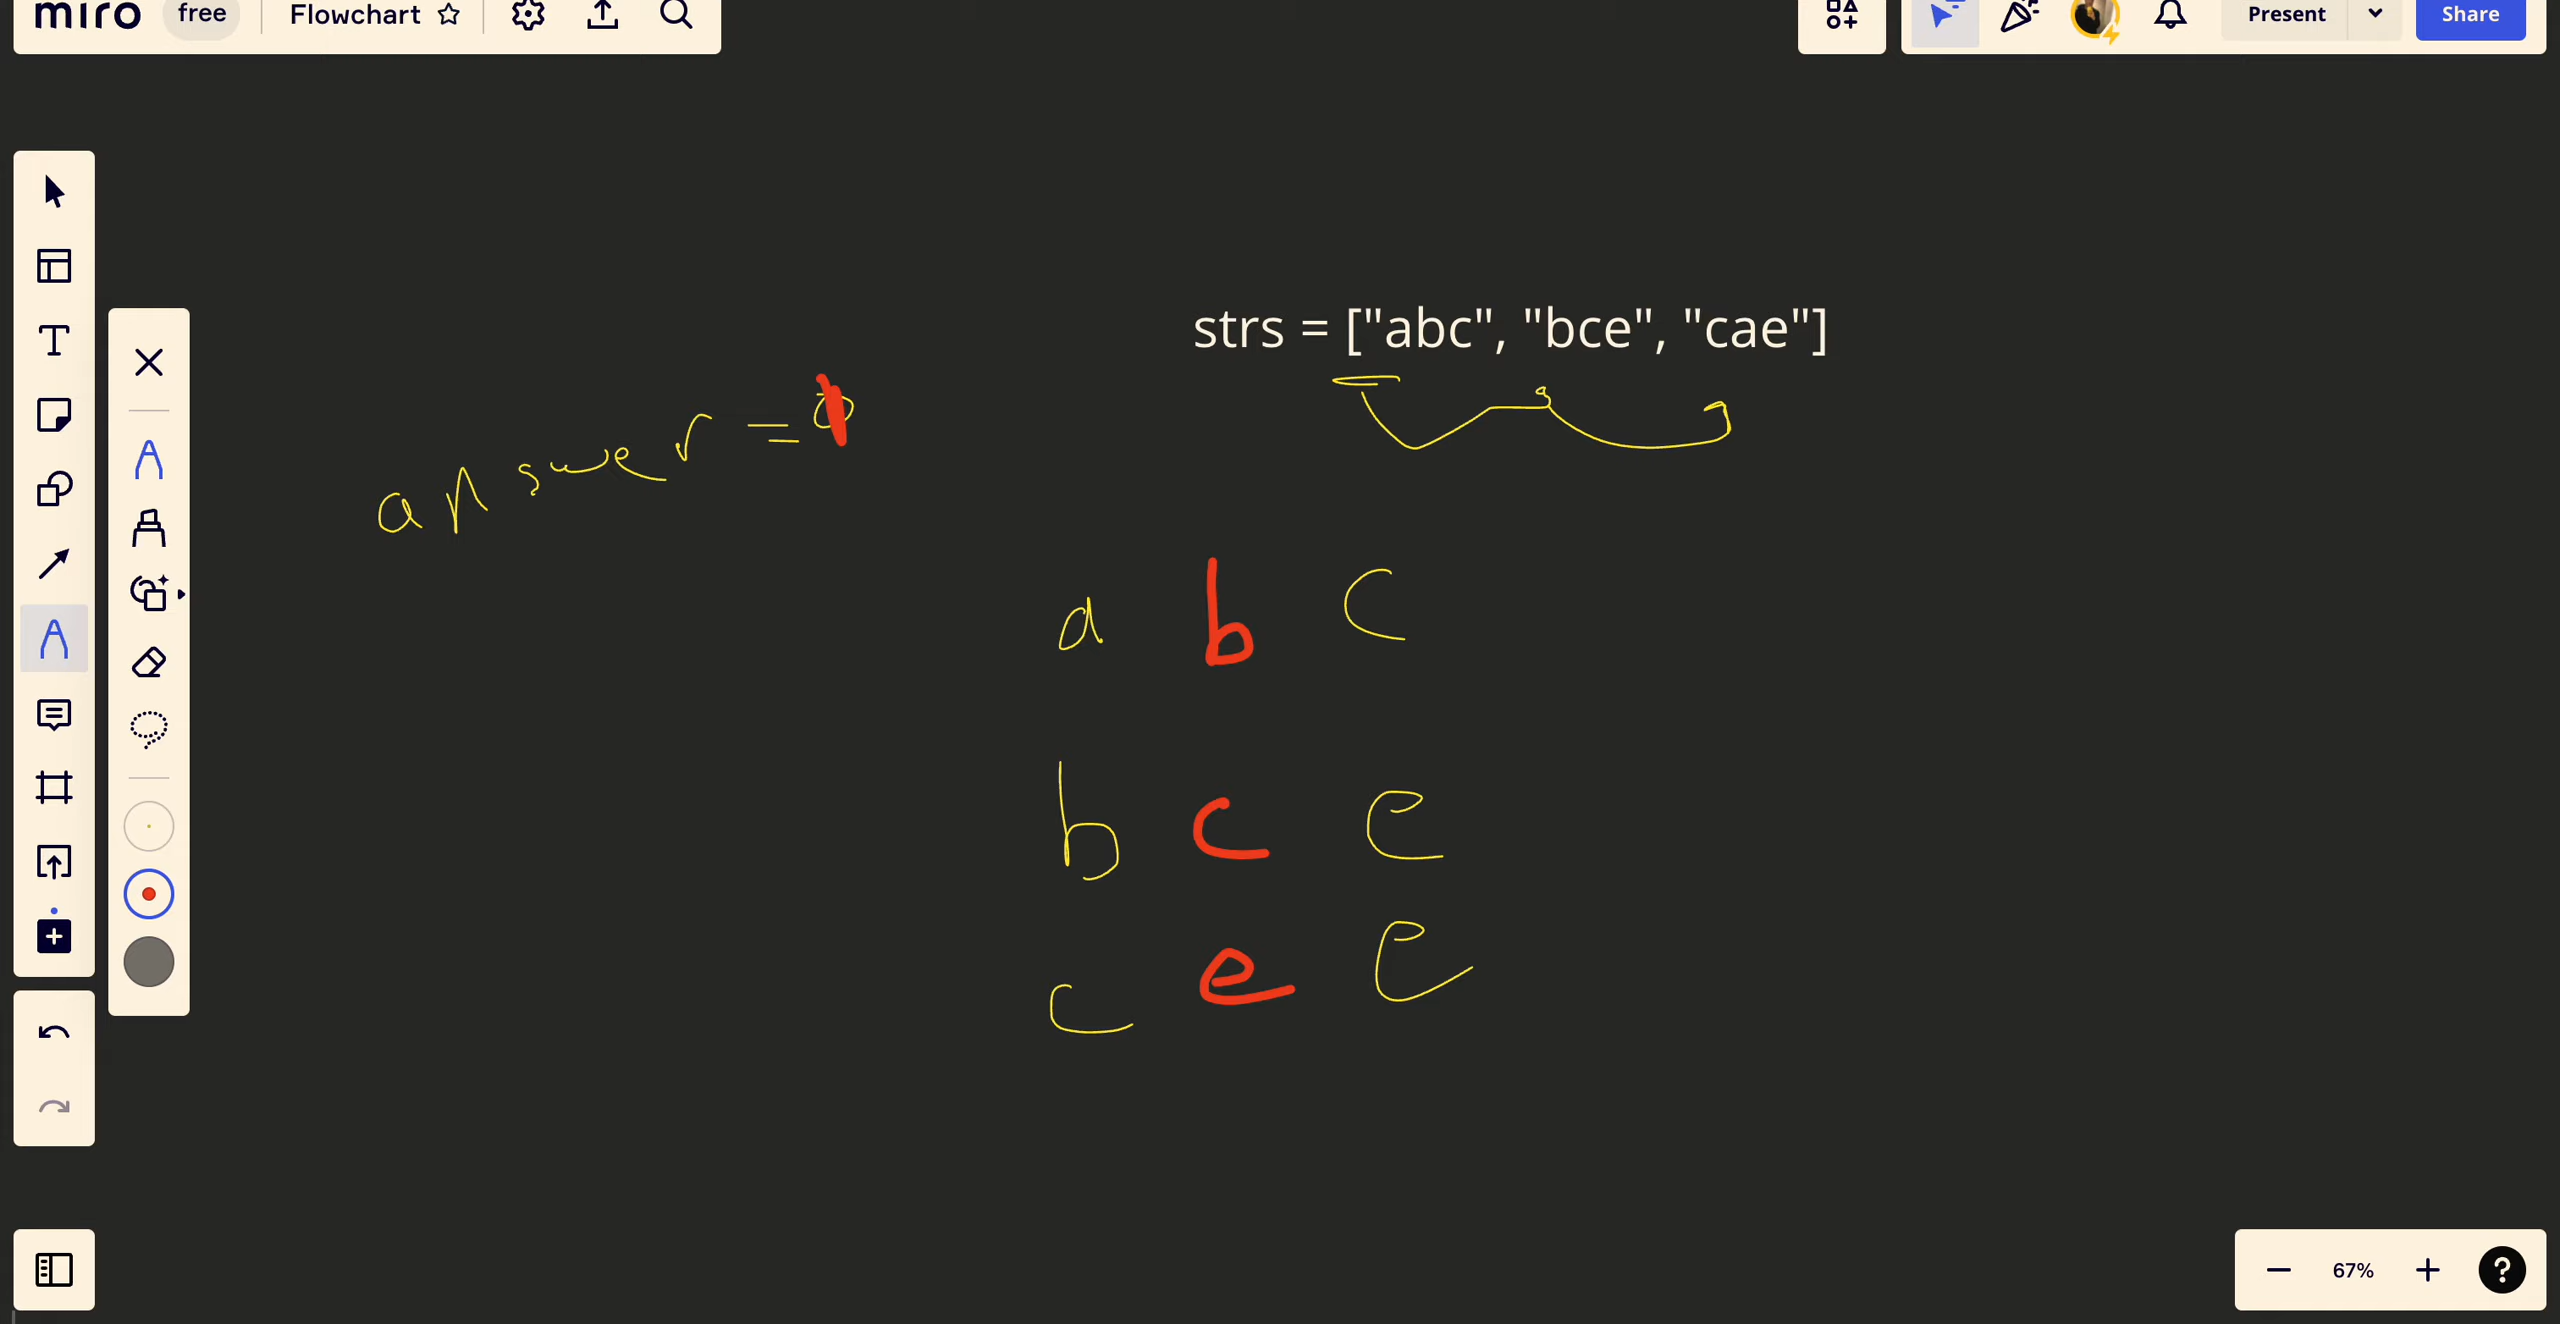 miro free Flowchart
Present Share
strs = ["abc", "bce", "cae"]
answer =
a b c
b c e
c e e
67%